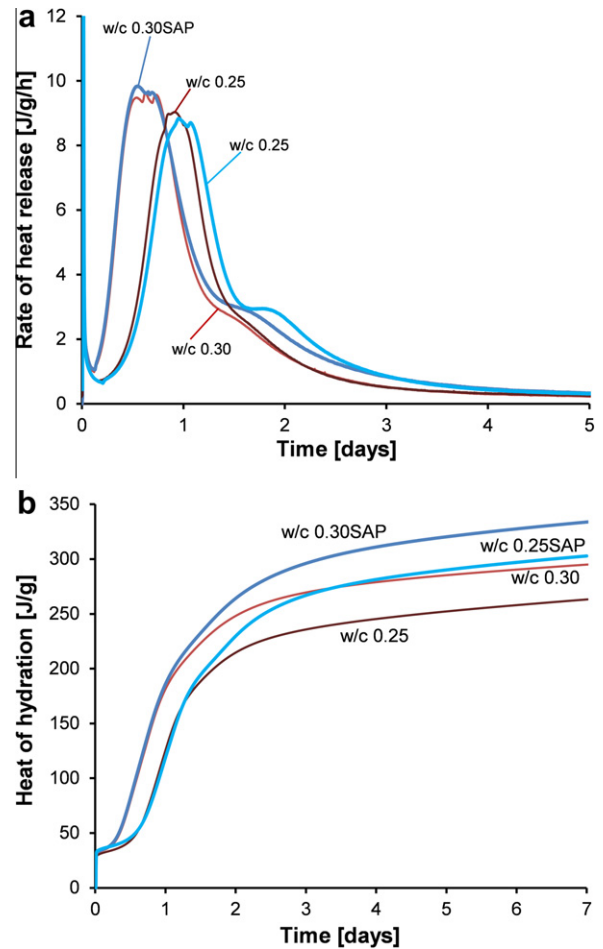 a
12
10
8
6
4
2
0
Rate of heat release [J/g/h]
w/c 0.30SAP
w/c 0.25
w/c 0.25
w/c 0.30
0 1 2 3 4 5
Time [days]
b
350
300
250
200
150
100
50
0
Heat of hydration [J/g]
w/c 0.30SAP
w/c 0.25SAP
w/c 0.30
w/c 0.25
0 1 2 3 4 5 6 7
Time [days]